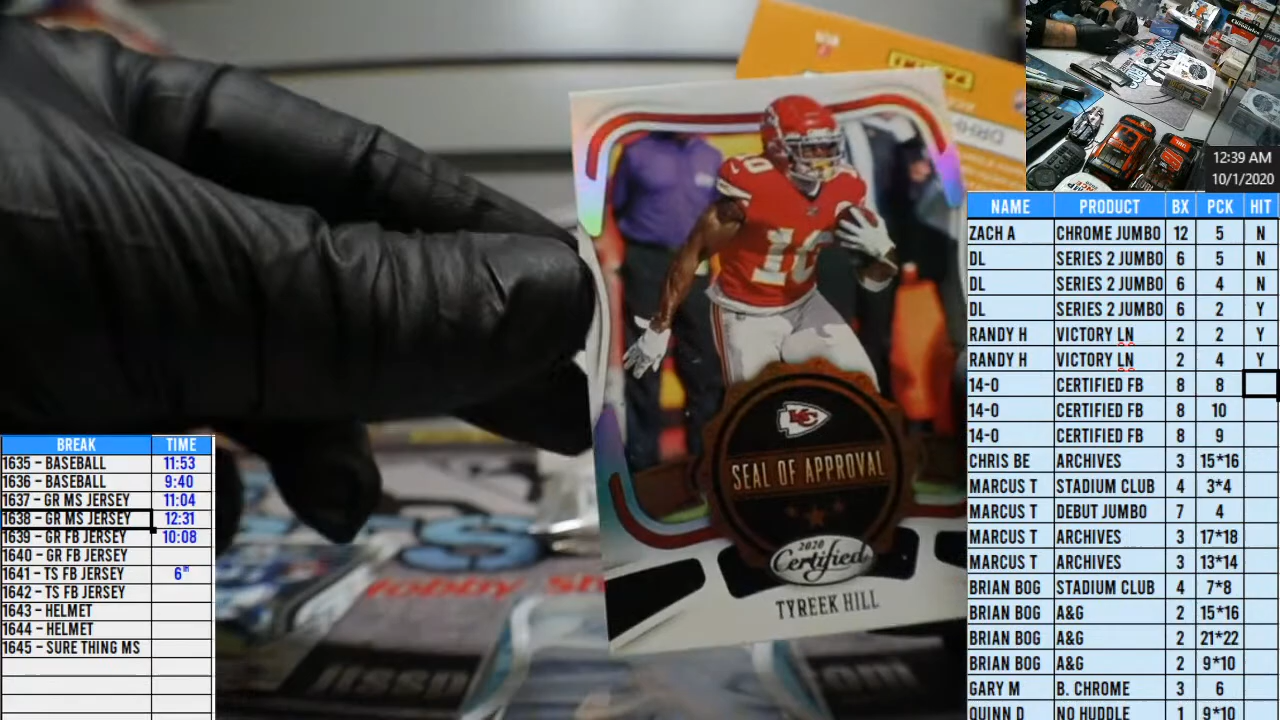 12:39 AM
10/1/2020
NAME PRODUCT BX PCK HIT
ZACH A CHROME JUMBO 12 5 N
DL SERIES 2 JUMBO 6 5 N
DL SERIES 2 JUMBO 6 4 N
DL SERIES 2 JUMBO 6 2 Y
RANDY H VICTORY LN 2 2 Y
RANDY H VICTORY LN 2 4 Y
14-0 CERTIFIED FB 8 8
14-0 CERTIFIED FB 8 10
14-0 CERTIFIED FB 8 9
CHRIS BE ARCHIVES 3 15*16
MARCUS T STADIUM CLUB 4 3*4
MARCUS T DEBUT JUMBO 7 4
MARCUS T ARCHIVES 3 17*18
MARCUS T ARCHIVES 3 13*14
BRIAN BOG STADIUM CLUB 4 7*8
BRIAN BOG A&G 2 15*16
BRIAN BOG A&G 2 21*22
BRIAN BOG A&G 2 9*10
GARY M B. CHROME 3 6
QUINN D NO HUDDLE 1 9*10
10
10
KC
SEAL OF APPROVAL
2020
Certified
TYREEK HILL
BREAK TIME
1635 - BASEBALL 11:53
1636 - BASEBALL 9:40
1637 - GR MS JERSEY 11:04
1638 - GR MS JERSEY 12:31
1639 - GR FB JERSEY 10:08
1640 - GR FB JERSEY
1641 - TS FB JERSEY 6th
1642 - TS FB JERSEY
1643 - HELMET
1644 - HELMET
1645 - SURE THING MS